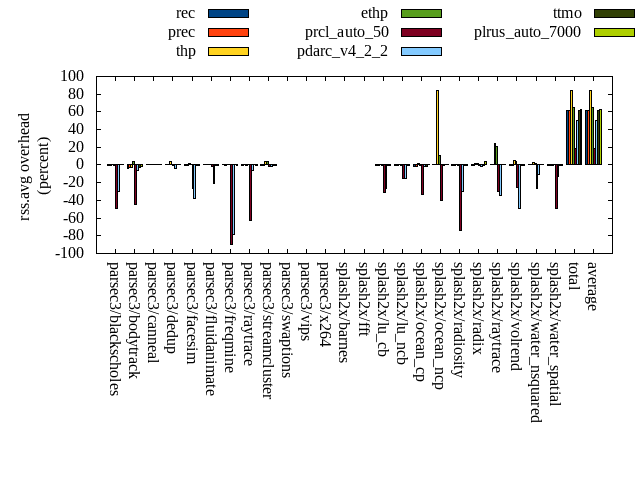 rec
prec
thp
ethp
prcl_auto_50
pdarc_v4_2_2
ttmo
plrus_auto_7000
rss.avg overhead
(percent)
100
80
60
40
20
0
-20
-40
-60
-80
-100
parsec3/blackscholes
parsec3/bodytrack
parsec3/canneal
parsec3/dedup
parsec3/facesim
parsec3/fluidanimate
parsec3/freqmine
parsec3/raytrace
parsec3/streamcluster
parsec3/swaptions
parsec3/vips
parsec3/x264
splash2x/barnes
splash2x/fft
splash2x/lu_cb
splash2x/lu_ncb
splash2x/ocean_cp
splash2x/ocean_ncp
splash2x/radiosity
splash2x/radix
splash2x/raytrace
splash2x/volrend
splash2x/water_nsquared
splash2x/water_spatial
total
average